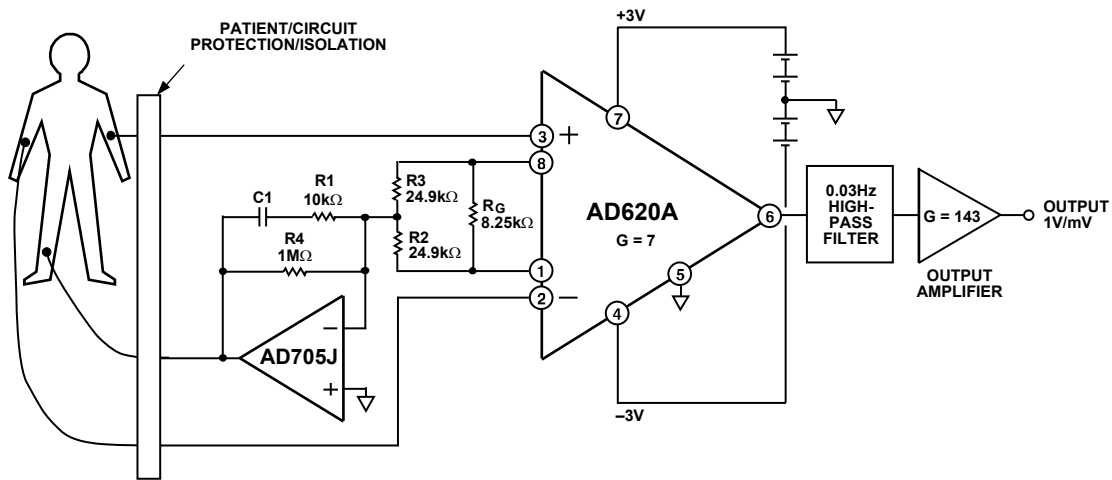 PATIENT/CIRCUIT
PROTECTION/ISOLATION
+3V
3
+
8
7
C1
R1
10kΩ
R3
24.9kΩ
RG
8.25kΩ
R4
1MΩ
R2
24.9kΩ
AD620A
G = 7
6
0.03Hz
HIGH-
PASS
FILTER
G = 143
OUTPUT
1V/mV
OUTPUT
AMPLIFIER
1
2
–
5
4
–
AD705J
+
–3V